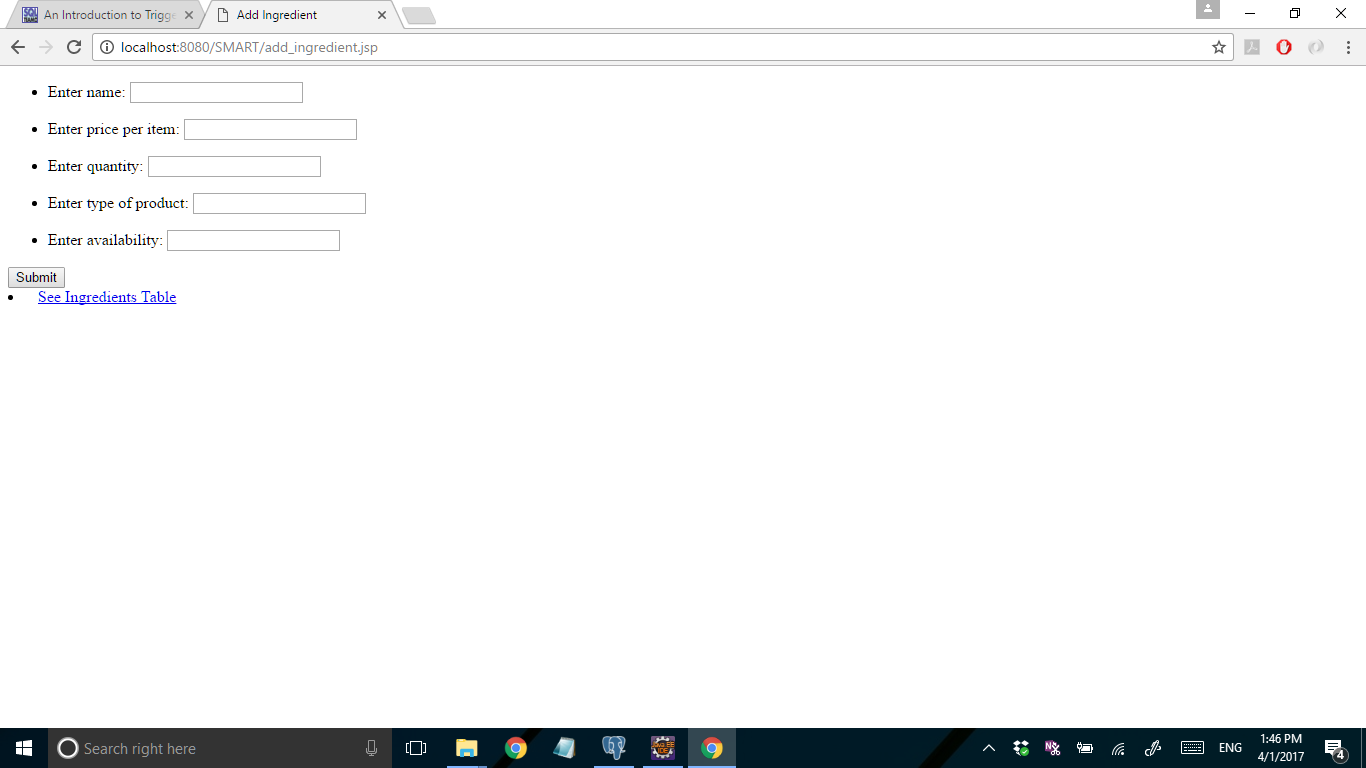 An Introduction to Trigge
Add Ingredient
localhost:8080/SMART/add_ingredient.jsp
Enter name:
Enter price per item:
Enter quantity:
Enter type of product:
Enter availability:
Submit
See Ingredients Table
Search right here
ENG
1:46 PM
4/1/2017
4